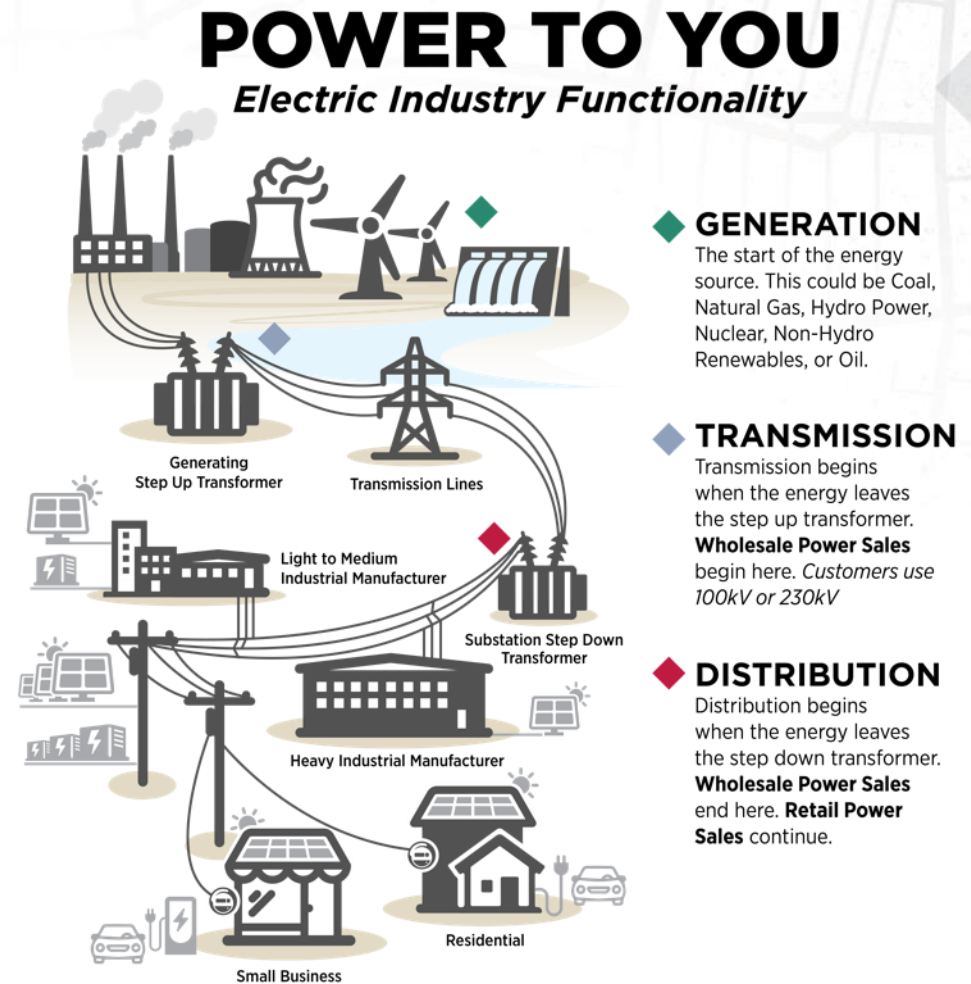 POWER TO YOU
Electric Industry Functionality
GENERATION
The start of the energy
source. This could be Coal,
Natural Gas, Hydro Power,
Nuclear, Non-Hydro
Renewables, or Oil.
Generating
Step Up Transformer
Transmission Lines
TRANSMISSION
Transmission begins
when the energy leaves
the step up transformer.
Wholesale Power Sales
begin here. Customers use
100kV or 230kV
Light to Medium
Industrial Manufacturer
Substation Step Down
Transformer
DISTRIBUTION
Distribution begins
when the energy leaves
the step down transformer.
Wholesale Power Sales
end here. Retail Power
Sales continue.
Heavy Industrial Manufacturer
Residential
Small Business